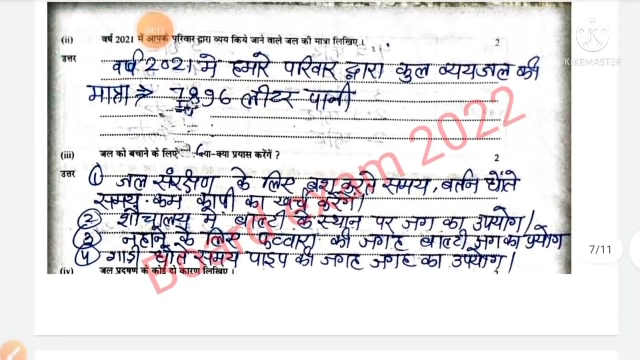 (ii) वर्ष 2021 में आपके परिवार द्वारा व्यय किये जाने वाले जल की मात्रा लिखिए। 2
उत्तर वर्ष 2021 मे हमारे परिवार द्वारा कुल व्ययजल की
मात्रा → 7896 लीटर पानी
(iii) जल को बचाने के लिए -क्या प्रयास करेंगे ? 2
उत्तर ① जल संरक्षण के लिए ब्रश करते समय, बर्तन धोते
समय कम का खर्च करेंगे।
② शौचालय मे बाल्टी के स्थान पर जग का उपयोग।
③ नहाने के लिए फव्वारा की जगह बाल्टी, जग का प्रयोग
④ गाड़ी धोते समय पाइप की जगह जगह का उपयोग।
(iv) जल प्रदूषण के कोई दो कारण लिखिए । 2
Board exam 2022
KINEMASTER
7/11